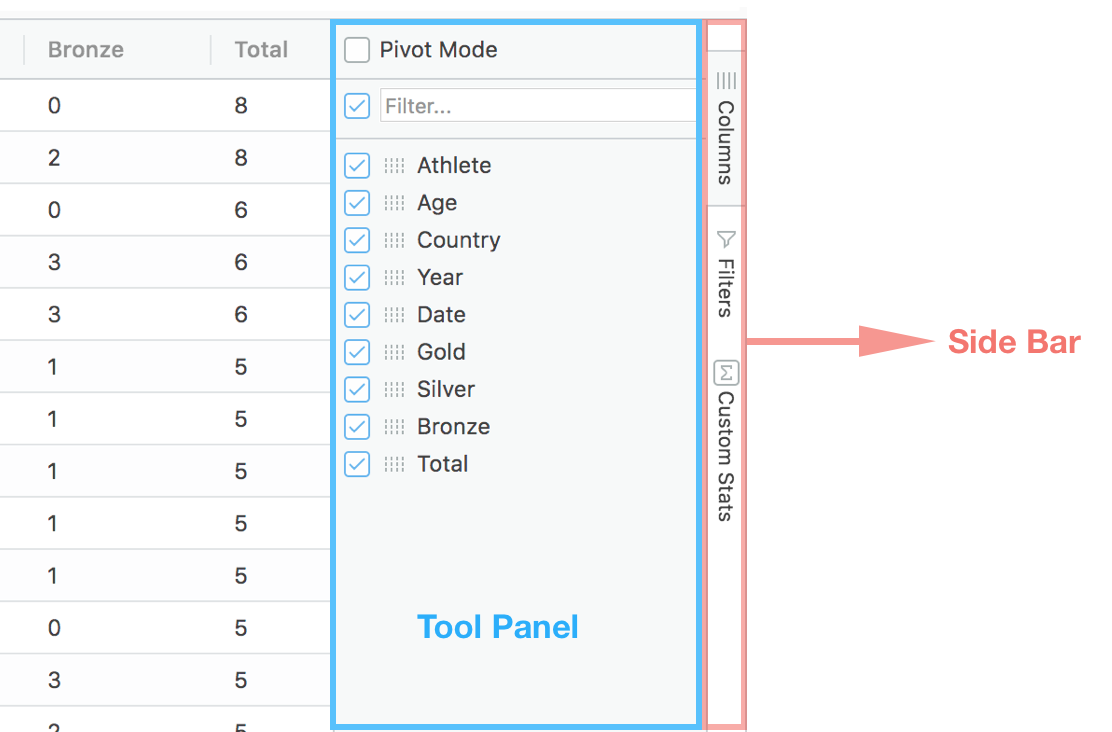 Bronze Total
0 8
2 8
0 6
3 6
3 6
1 5
1 5
1 5
1 5
1 5
0 5
3 5
2 5
Pivot Mode
Filter...
Athlete
Age
Country
Year
Date
Gold
Silver
Bronze
Total
Tool Panel
Columns
Filters
Custom Stats
Side Bar